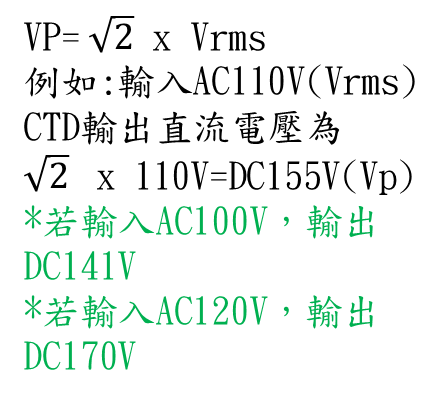 VP=√2 x Vrms
例如:輸入AC110V(Vrms)
CTD輸出直流電壓為
√2 x 110V=DC155V(Vp)
*若輸入AC100V，輸出
DC141V
*若輸入AC120V，輸出
DC170V